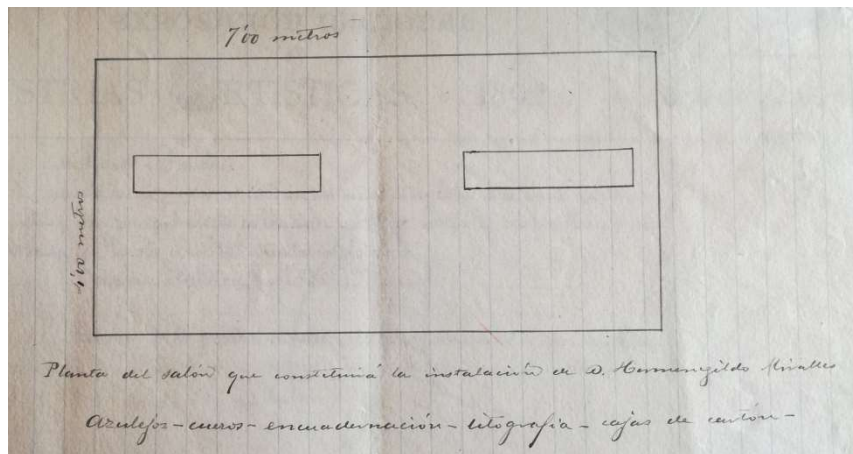 7'00 metros
4'00 metros
Planta del salón que constituirá la instalación de D. Hermenegildo Miralles
Azulejos - cueros - encuadernación - litografía - cajas de cartón -